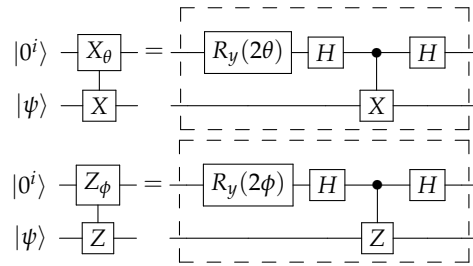 |0^i⟩ X_θ = R_y(2θ) H H
|ψ⟩ X X
|0^i⟩ Z_ϕ = R_y(2ϕ) H H
|ψ⟩ Z Z